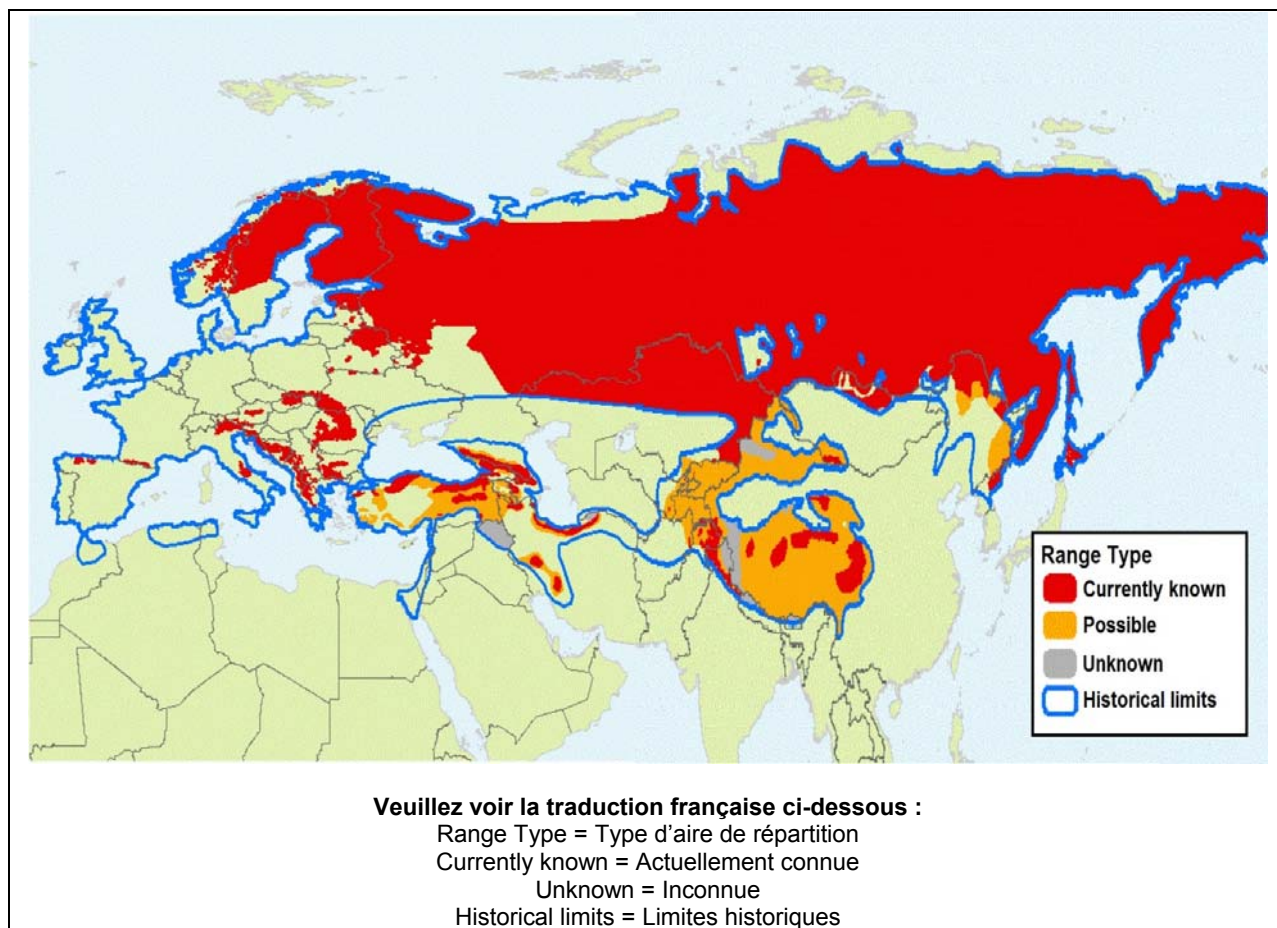 Range Type
Currently known
Possible
Unknown
Historical limits
Veuillez voir la traduction française ci-dessous :
Range Type = Type d’aire de répartition
Currently known = Actuellement connue
Unknown = Inconnue
Historical limits = Limites historiques